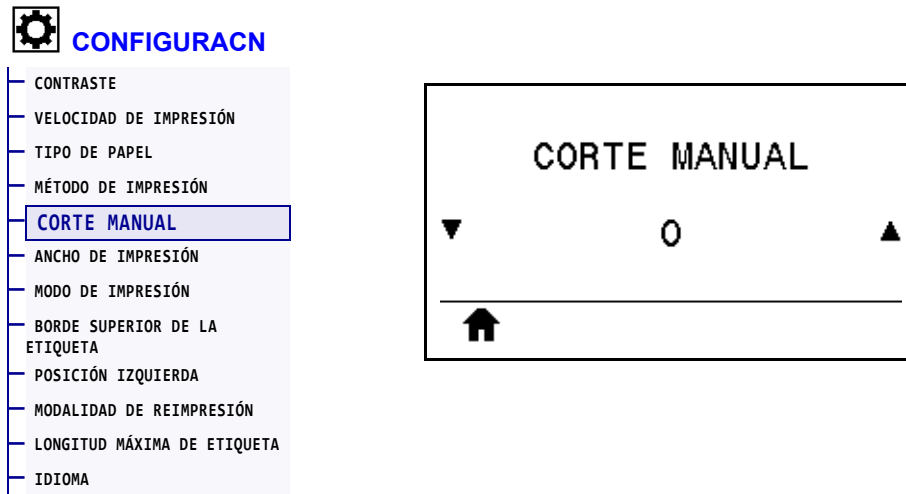 CONFIGURACN
CONTRASTE
VELOCIDAD DE IMPRESIÓN
TIPO DE PAPEL
MÉTODO DE IMPRESIÓN
CORTE MANUAL
ANCHO DE IMPRESIÓN
MODO DE IMPRESIÓN
BORDE SUPERIOR DE LA
ETIQUETA
POSICIÓN IZQUIERDA
MODALIDAD DE REIMPRESIÓN
LONGITUD MÁXIMA DE ETIQUETA
IDIOMA
CORTE MANUAL
▼ 0 ▲